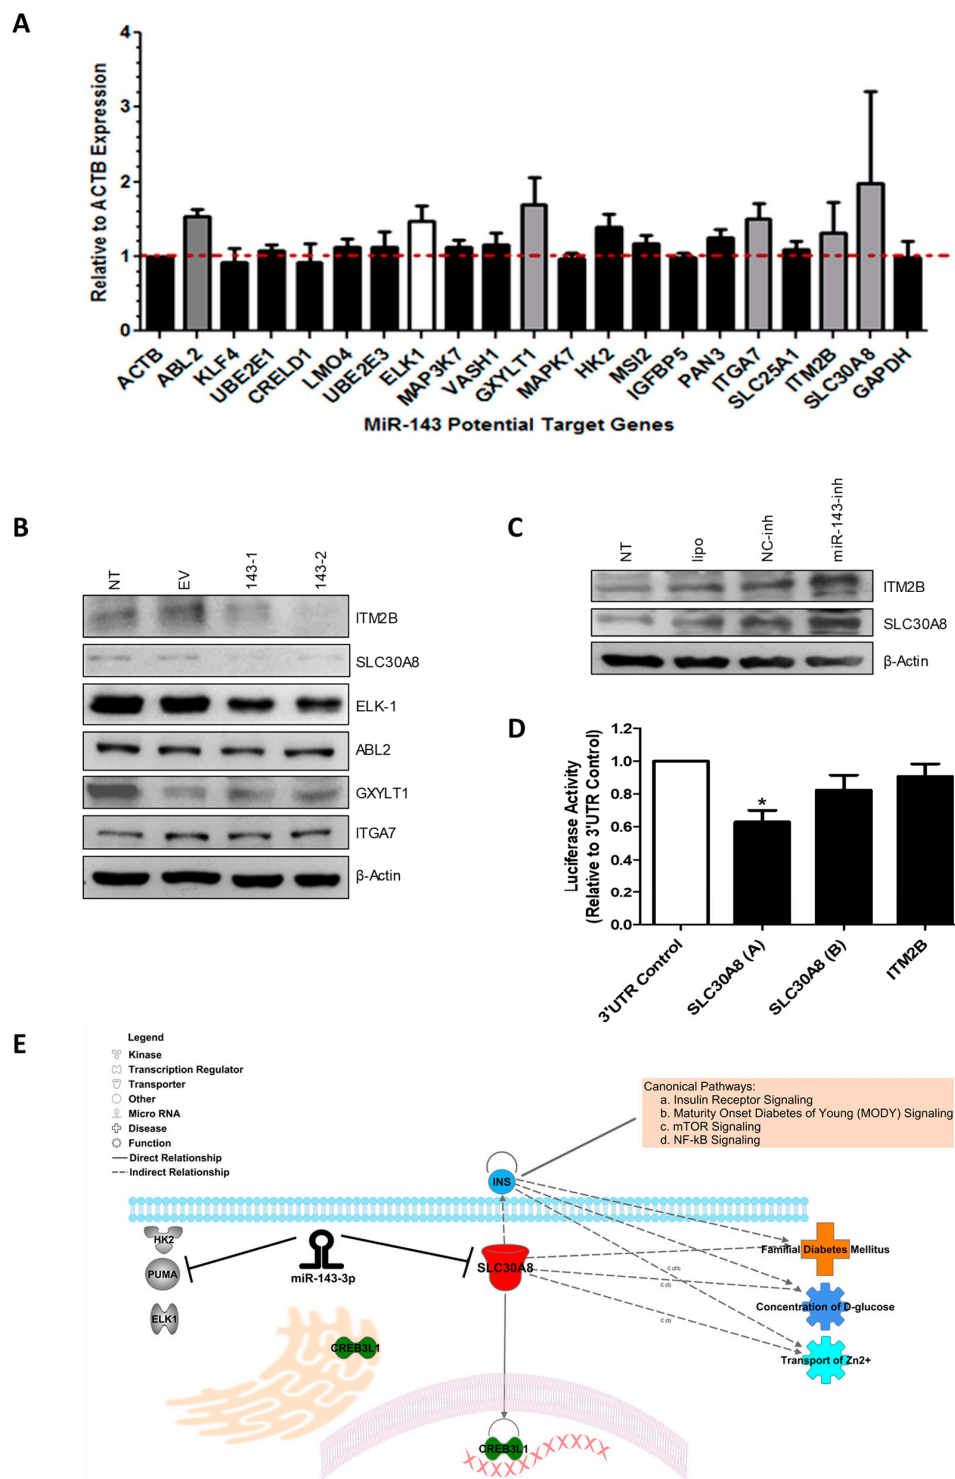 A
Relative to ACTB Expression
4
3
2
1
0
ACTB
ABL2
KLF4
UBE2E1
CRELD1
LMO4
UBE2E3
ELK1
MAP3K7
VASH1
GXYLT1
MAPK7
HK2
MSI2
IGFBP5
PAN3
ITGA7
SLC25A1
ITM2B
SLC30A8
GAPDH
MiR-143 Potential Target Genes
B
NT
EV
143-1
143-2
ITM2B
SLC30A8
ELK-1
ABL2
GXYLT1
ITGA7
β-Actin
C
NT
lipo
NC-inh
miR-143-inh
ITM2B
SLC30A8
β-Actin
D
Luciferase Activity
(Relative to 3'UTR Control)
1.2
1.0
0.8
0.6
0.4
0.2
0.0
*
3'UTR Control
SLC30A8 (A)
SLC30A8 (B)
ITM2B
E
Legend
Kinase
Transcription Regulator
Transporter
Other
Micro RNA
Disease
Function
Direct Relationship
Indirect Relationship
Canonical Pathways:
a. Insulin Receptor Signaling
b. Maturity Onset Diabetes of Young (MODY) Signaling
c. mTOR Signaling
d. NF-kB Signaling
INS
HK2
PUMA
ELK1
miR-143-3p
SLC30A8
C (23)
C (3)
C (3)
Familial Diabetes Mellitus
Concentration of D-glucose
Transport of Zn2+
CREB3L1
CREB3L1